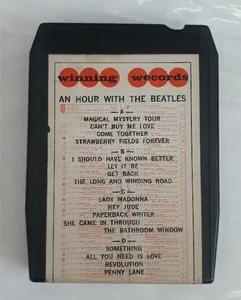 winning wecords
AN HOUR WITH THE BEATLES
—A—
MAGICAL MYSTERY TOUR
CAN'T BUY ME LOVE
COME TOGETHER
STRAWBERRY FIELDS FOREVER
—B—
I SHOULD HAVE KNOWN BETTER
LET IT BE
GET BACK
THE LONG AND WINDING ROAD
—C—
LADY MADONNA
HEY JUDE
PAPERBACK WRITER
SHE CAME IN THROUGH
THE BATHROOM WINDOW
—D—
SOMETHING
ALL YOU NEED IS LOVE
REVOLUTION
PENNY LANE